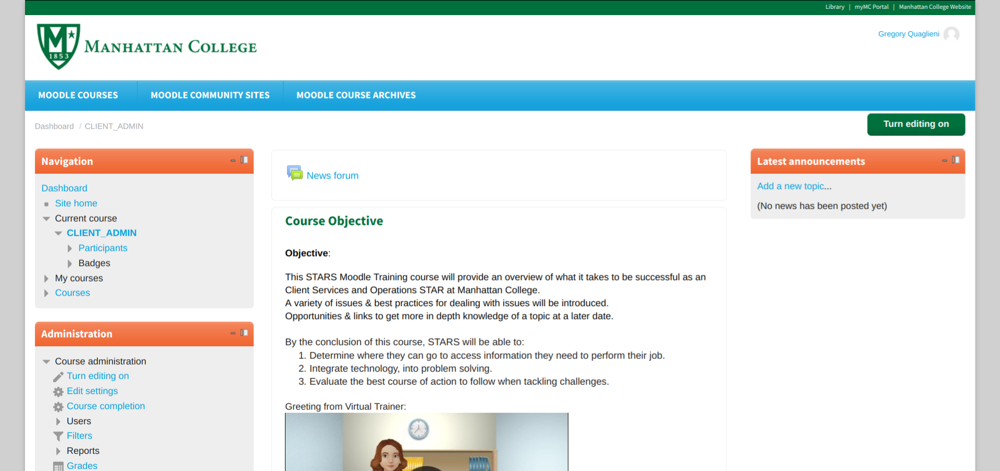 Library | myMC Portal | Manhattan College Website
M
1853
MANHATTAN COLLEGE
Gregory Quaglieni
MOODLE COURSES
MOODLE COMMUNITY SITES
MOODLE COURSE ARCHIVES
Dashboard / CLIENT_ADMIN
Turn editing on
Navigation
Dashboard
Site home
Current course
CLIENT_ADMIN
Participants
Badges
My courses
Courses
Administration
Course administration
Turn editing on
Edit settings
Course completion
Users
Filters
Reports
Grades
News forum
Course Objective
Objective:
This STARS Moodle Training course will provide an overview of what it takes to be successful as an
Client Services and Operations STAR at Manhattan College.
A variety of issues & best practices for dealing with issues will be introduced.
Opportunities & links to get more in depth knowledge of a topic at a later date.
By the conclusion of this course, STARS will be able to:
1. Determine where they can go to access information they need to perform their job.
2. Integrate technology, into problem solving.
3. Evaluate the best course of action to follow when tackling challenges.
Greeting from Virtual Trainer:
Latest announcements
Add a new topic...
(No news has been posted yet)